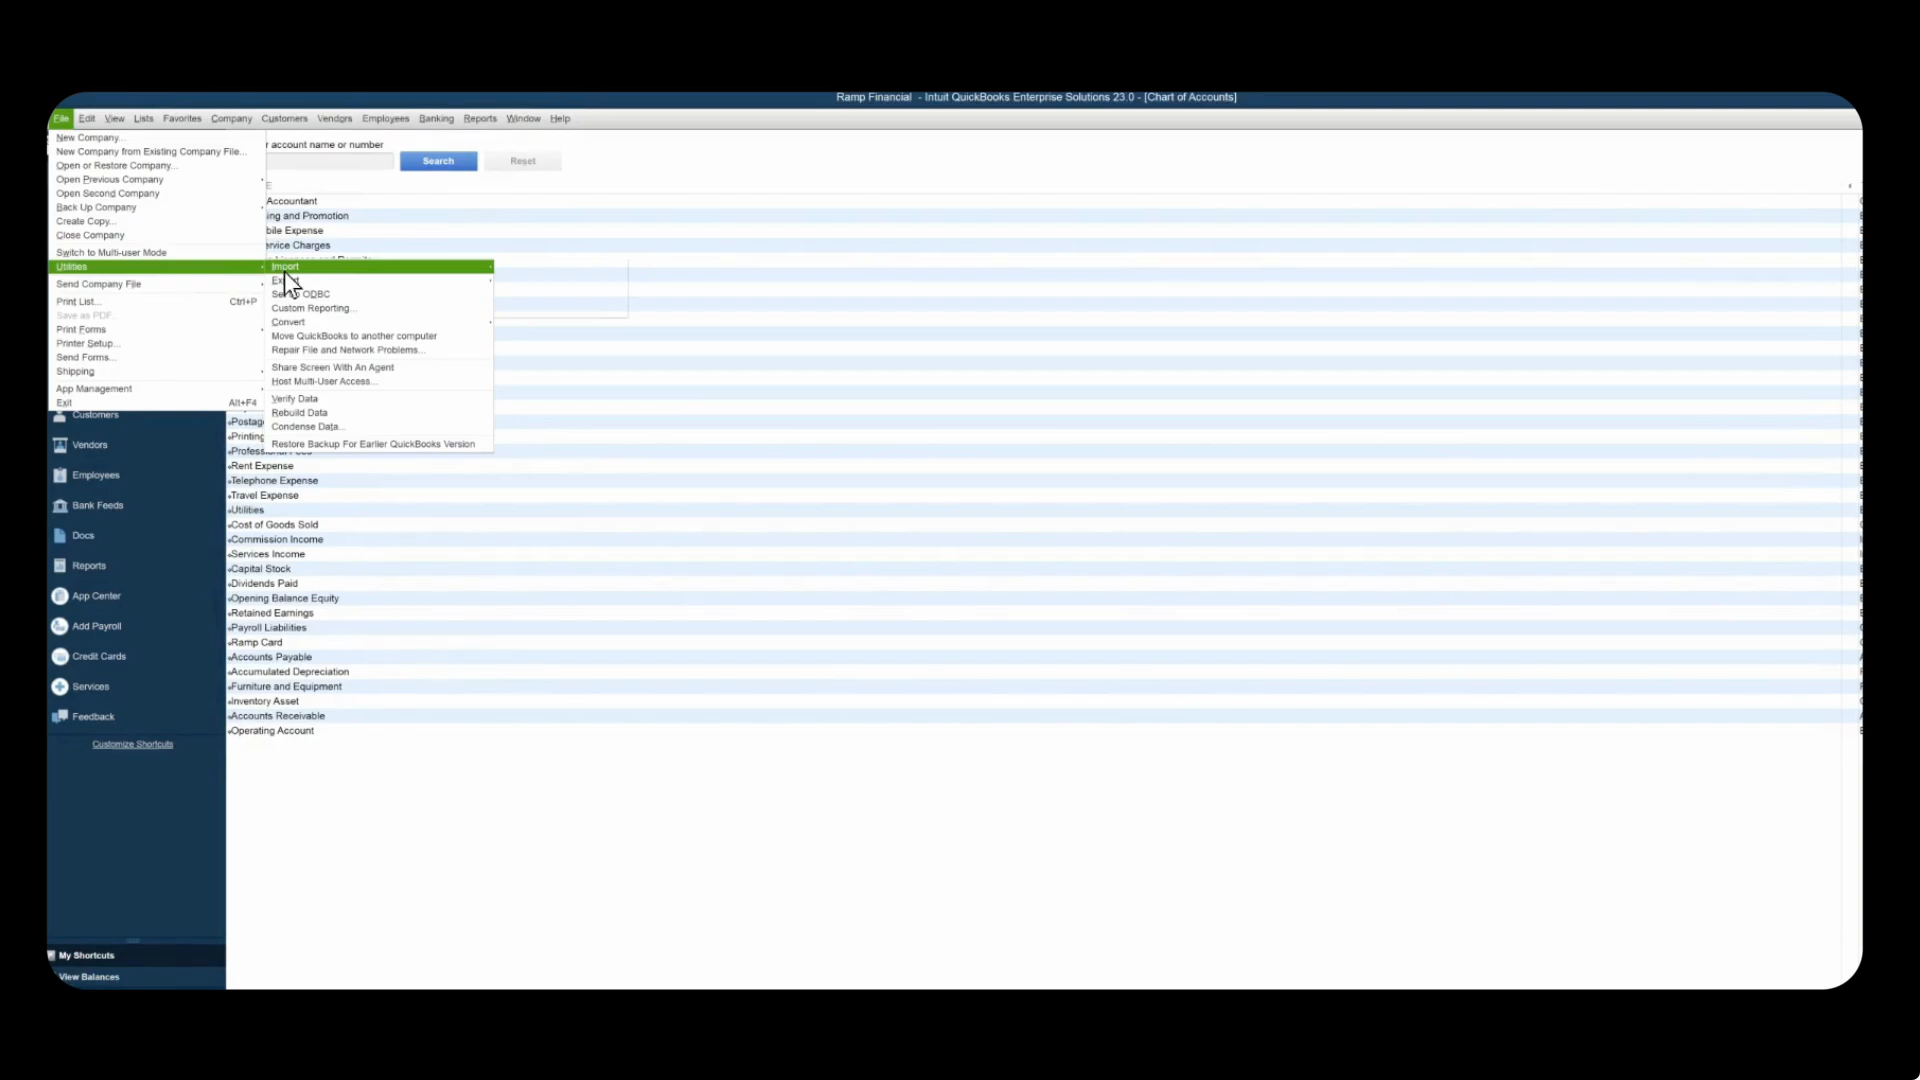 Ramp Financial - Intuit QuickBooks Enterprise Solutions 23.0 - [Chart of Accounts]
File Edit View Lists Favorites Company Customers Vendors Employees Banking Reports Window Help
New Company...
New Company from Existing Company File...
Open or Restore Company...
Open Previous Company
Open Second Company
Back Up Company
Create Copy...
Close Company
Switch to Multi-user Mode
Utilities
Send Company File
Print List... Ctrl+P
Save as PDF...
Print Forms
Printer Setup...
Send Forms...
Shipping
App Management
Exit Alt+F4
Import
ODBC
Custom Reporting...
Convert
Move QuickBooks to another computer
Repair File and Network Problems...
Share Screen With An Agent
Host Multi-User Access...
Verify Data
Rebuild Data
Condense Data...
Restore Backup For Earlier QuickBooks Version
account name or number
Search Reset
Accountant
ing and Promotion
bile Expense
ervice Charges
Postag
Printing
Rent Expense
Telephone Expense
Travel Expense
Utilities
Cost of Goods Sold
Commission Income
Services Income
Capital Stock
Dividends Paid
Opening Balance Equity
Retained Earnings
Payroll Liabilities
Ramp Card
Accounts Payable
Accumulated Depreciation
Furniture and Equipment
Inventory Asset
Accounts Receivable
Operating Account
Customers
Vendors
Employees
Bank Feeds
Docs
Reports
App Center
Add Payroll
Credit Cards
Services
Feedback
Customize Shortcuts
My Shortcuts
View Balances